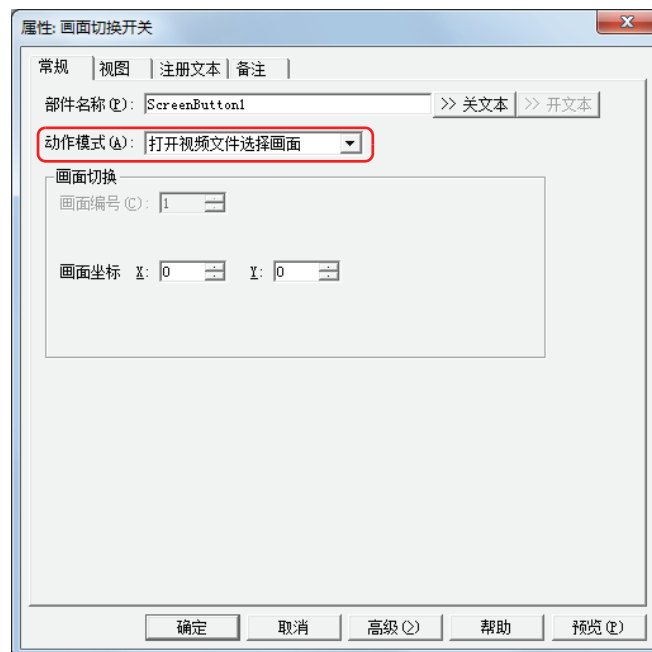 属性: 画面切换开关
常规 视图 注册文本 备注
部件名称(P): ScreenButton1 >> 关文本 >> 开文本
动作模式(A): 打开视频文件选择画面
画面切换
画面编号(C): 1
画面坐标 X: 0 Y: 0
确定 取消 高级(>) 帮助 预览(P)